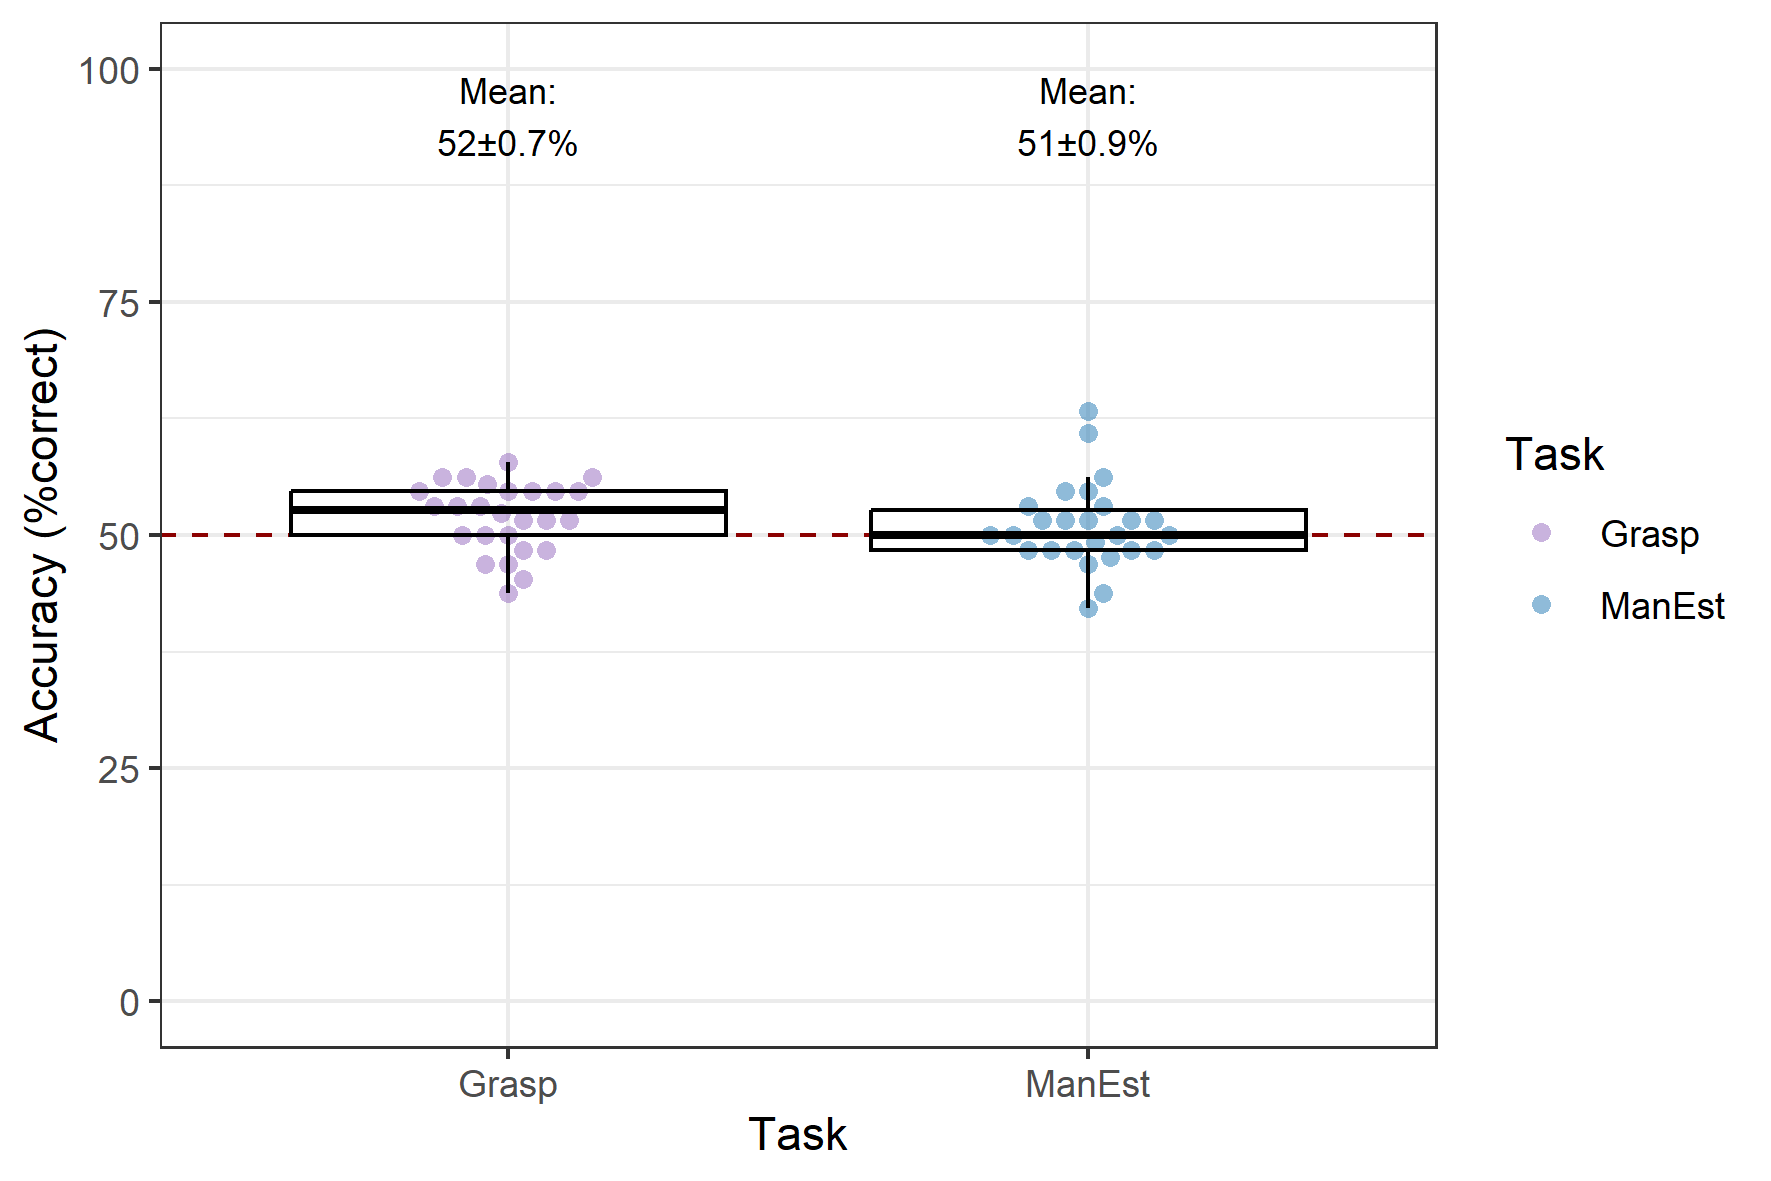 Mean:
52±0.7%
Mean:
51±0.9%
100
75
50
25
0
Accuracy (%correct)
Grasp
ManEst
Task
Task
Grasp
ManEst